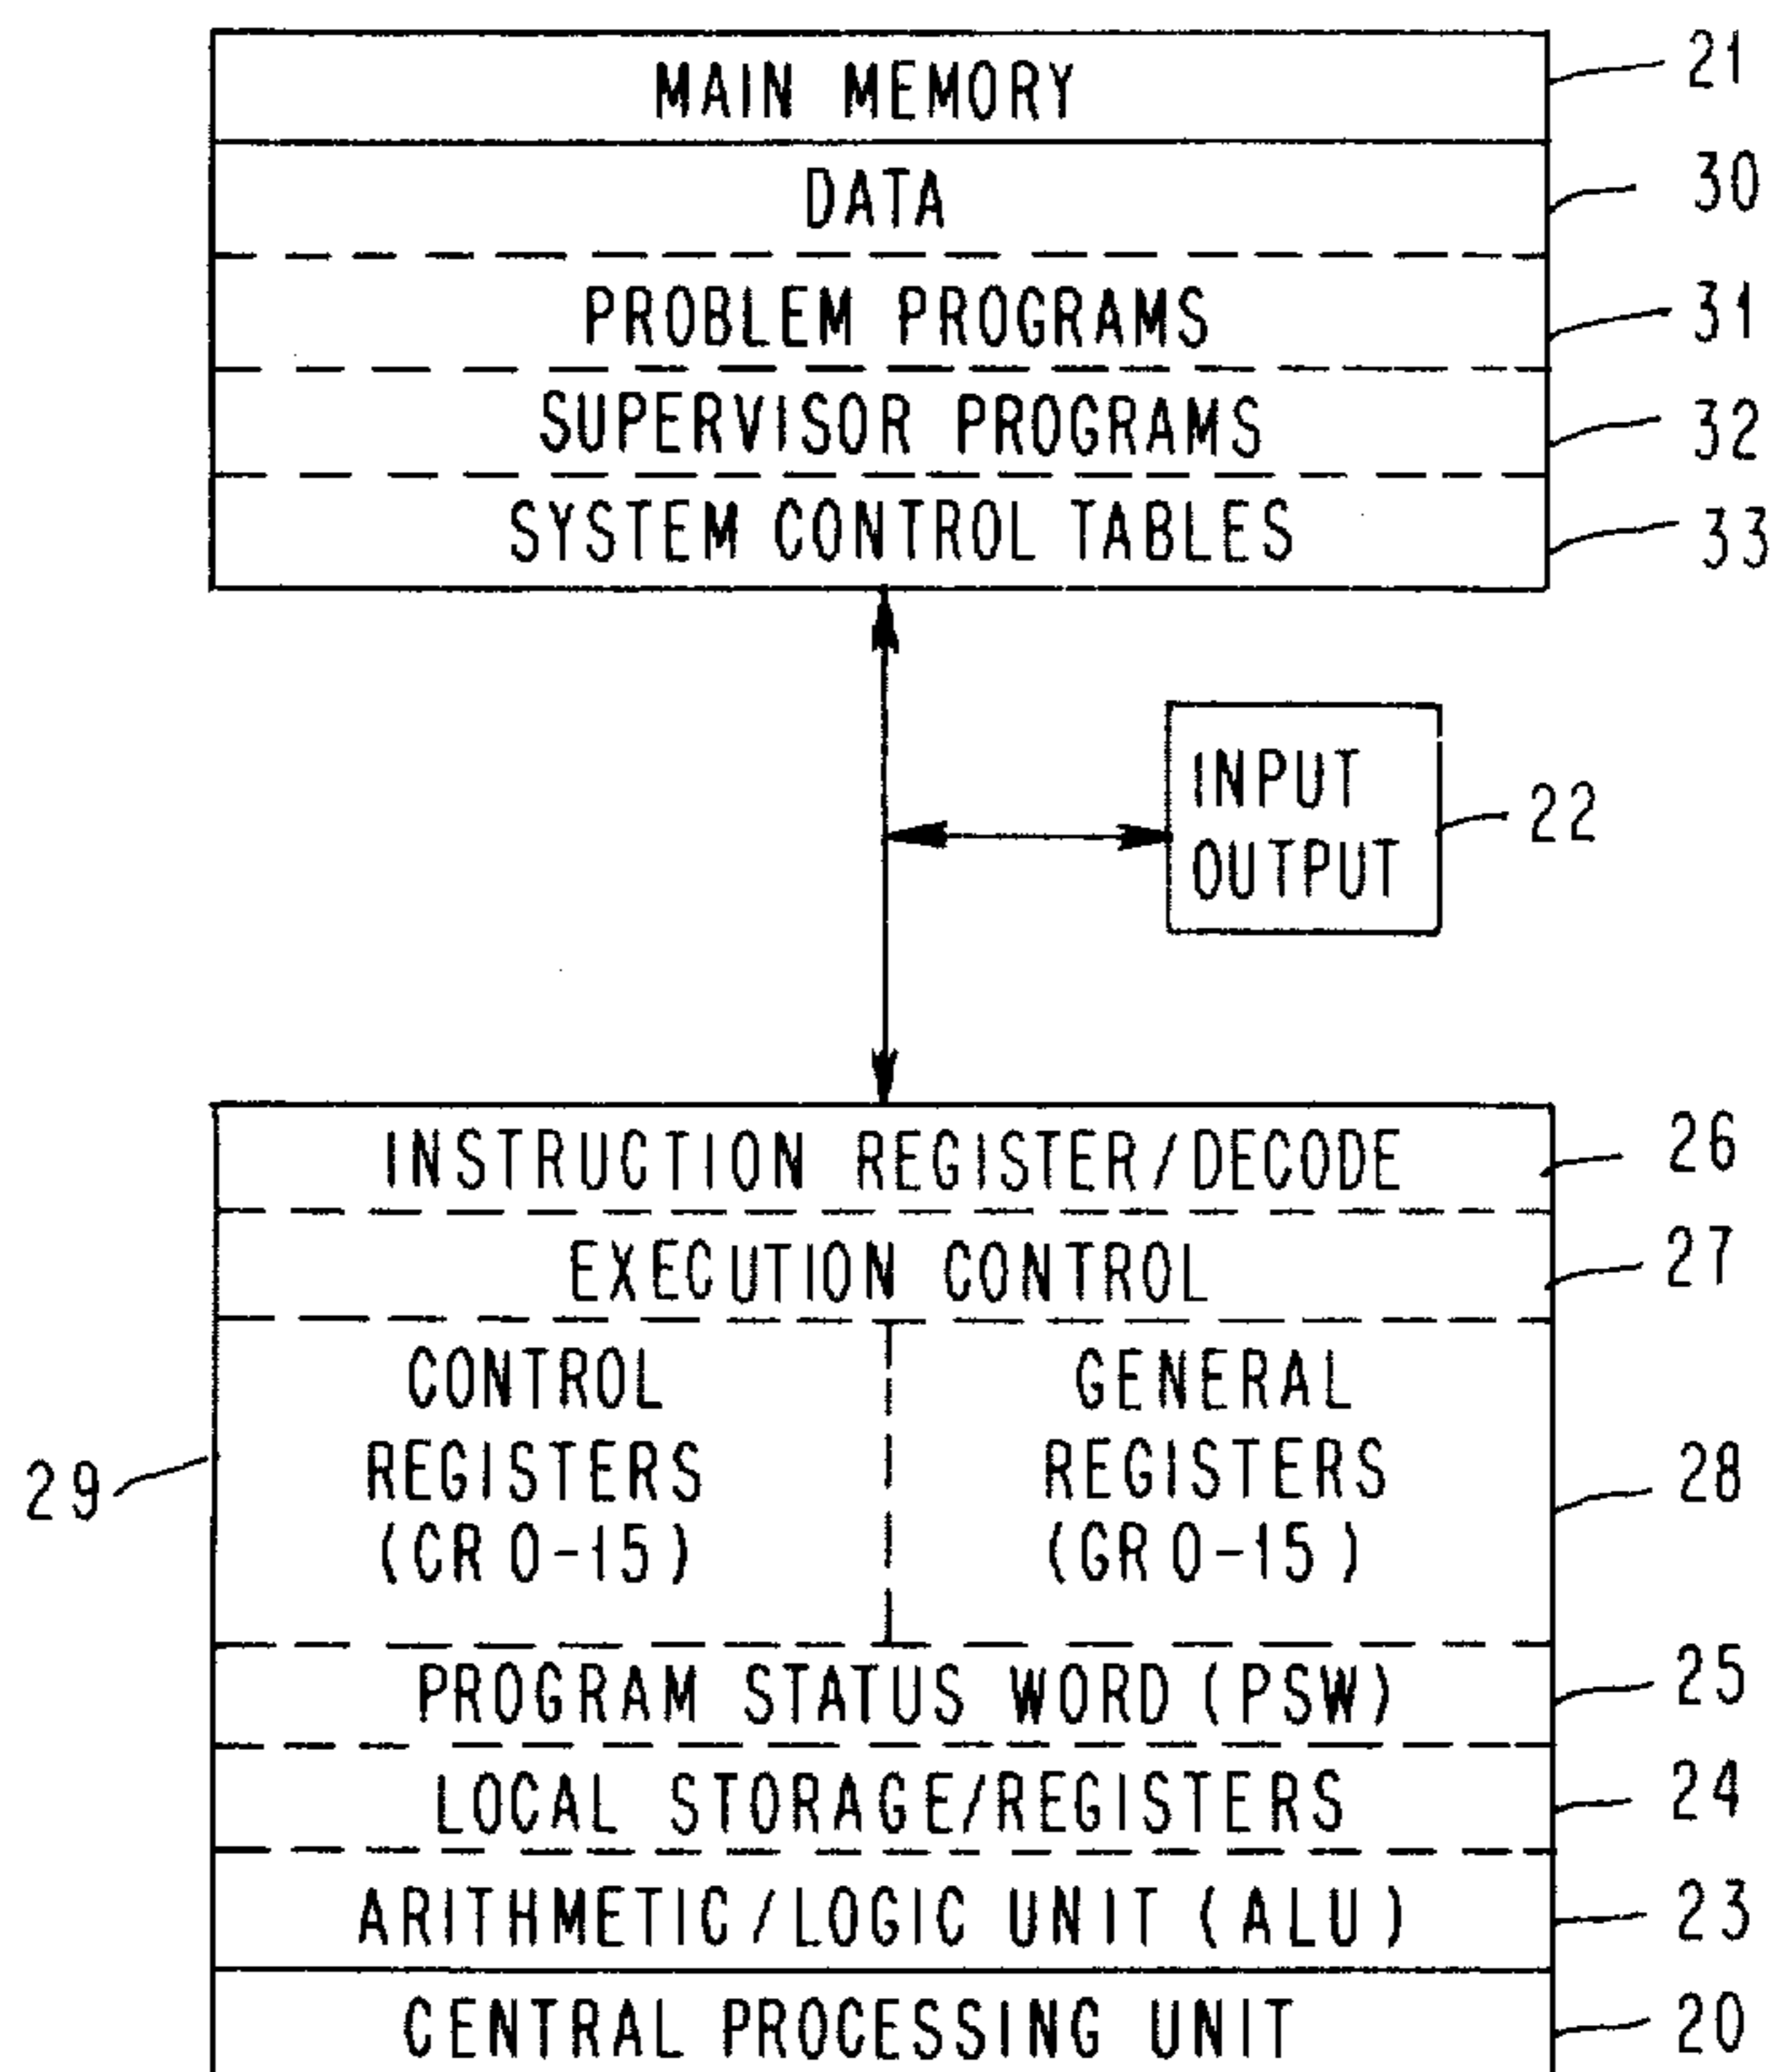 MAIN MEMORY 21
DATA 30
PROBLEM PROGRAMS 31
SUPERVISOR PROGRAMS 32
SYSTEM CONTROL TABLES 33
INPUT
OUTPUT
22
INSTRUCTION REGISTER/DECODE 26
EXECUTION CONTROL 27
29
CONTROL
REGISTERS
(CR 0-15)
GENERAL
REGISTERS
(GR 0-15)
28
PROGRAM STATUS WORD (PSW) 25
LOCAL STORAGE/REGISTERS 24
ARITHMETIC/LOGIC UNIT (ALU) 23
CENTRAL PROCESSING UNIT 20